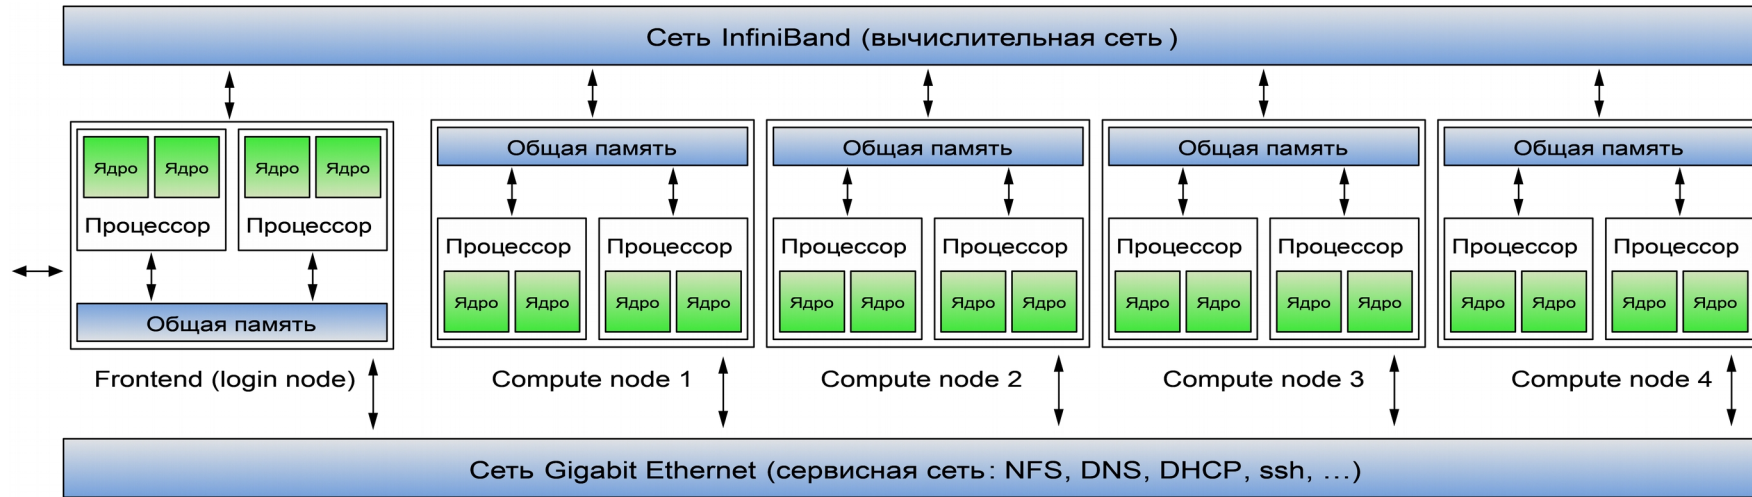 Сеть InfiniBand (вычислительная сеть )
Ядро Ядро Ядро Ядро
Процессор Процессор
Общая память
Frontend (login node)
Общая память
Процессор Процессор
Ядро Ядро Ядро Ядро
Compute node 1
Общая память
Процессор Процессор
Ядро Ядро Ядро Ядро
Compute node 2
Общая память
Процессор Процессор
Ядро Ядро Ядро Ядро
Compute node 3
Общая память
Процессор Процессор
Ядро Ядро Ядро Ядро
Compute node 4
Сеть Gigabit Ethernet (сервисная сеть: NFS, DNS, DHCP, ssh, …)